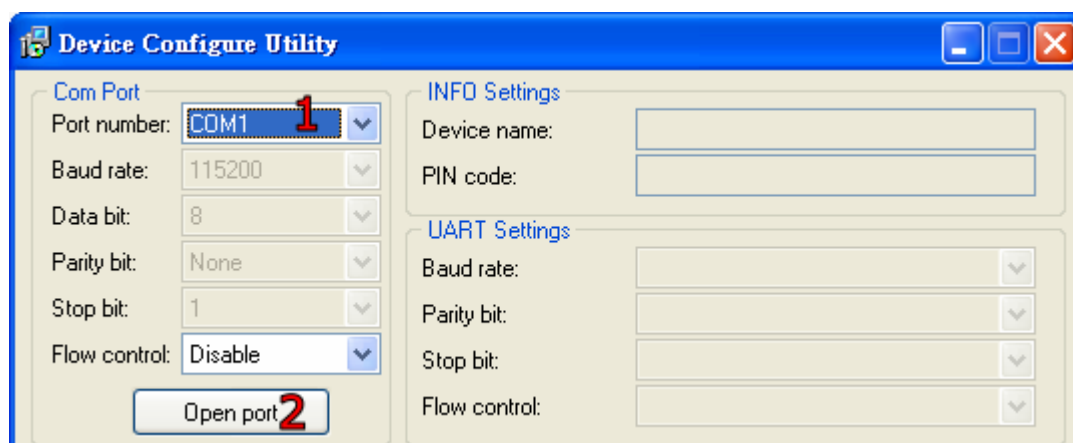 Device Configure Utility
Com Port
Port number: COM1 1
Baud rate: 115200
Data bit: 8
Parity bit: None
Stop bit: 1
Flow control: Disable
Open port 2
INFO Settings
Device name:
PIN code:
UART Settings
Baud rate:
Parity bit:
Stop bit:
Flow control: